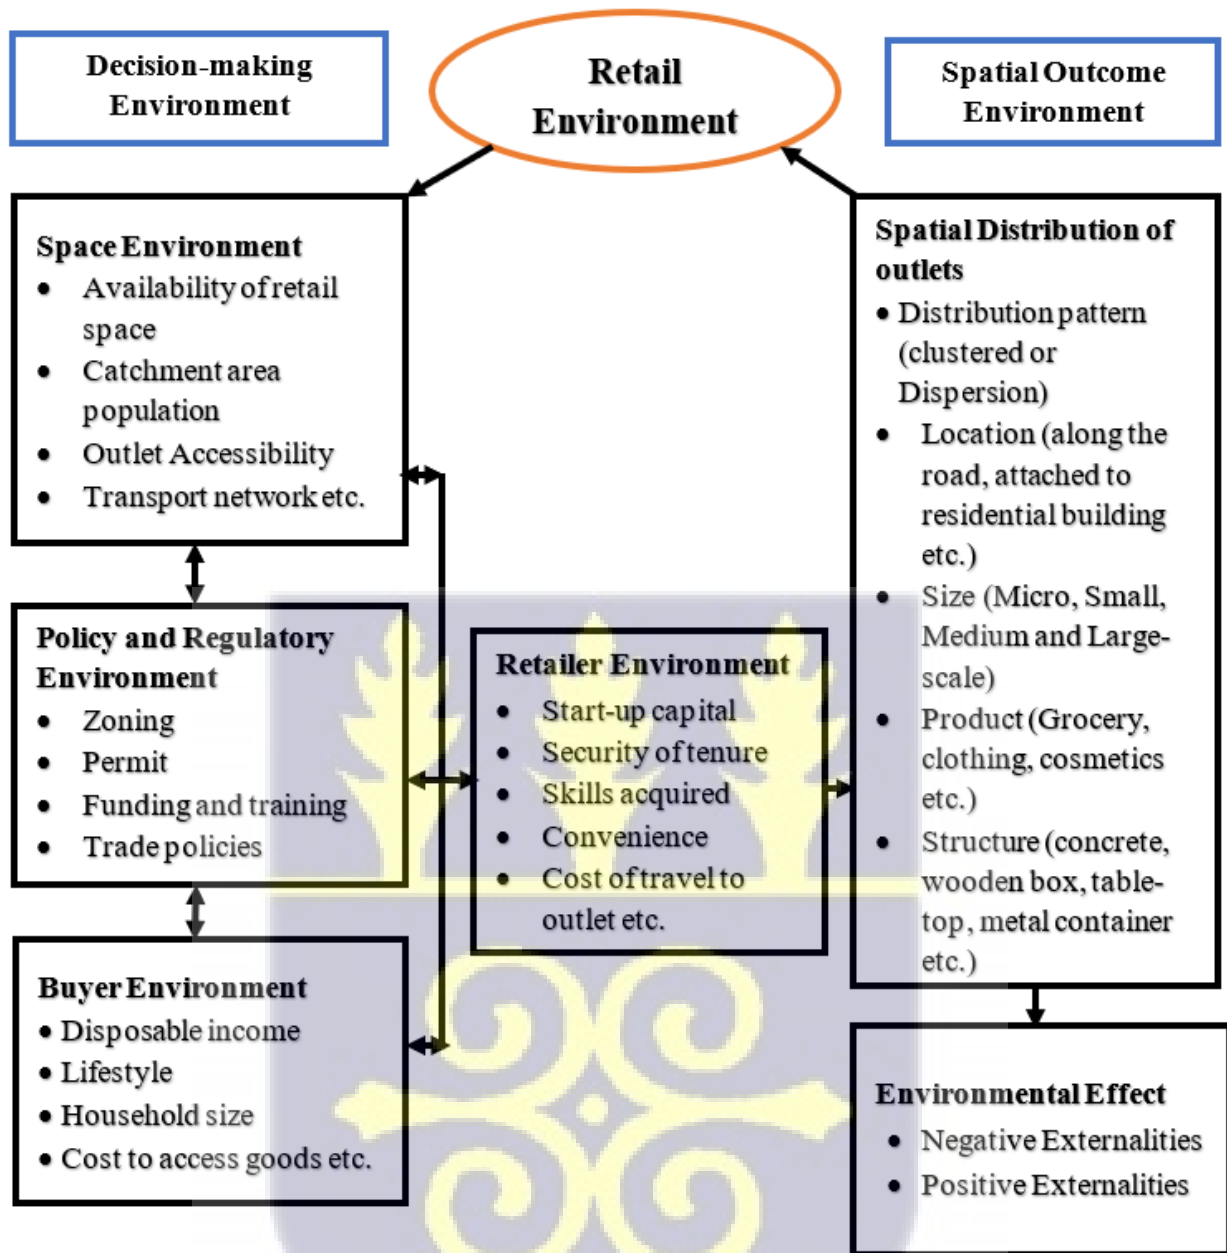 Decision-making
Environment
Retail
Environment
Spatial Outcome
Environment
Space Environment
• Availability of retail
space
• Catchment area
population
• Outlet Accessibility
• Transport network etc.
Policy and Regulatory
Environment
• Zoning
• Permit
• Funding and training
• Trade policies
Buyer Environment
• Disposable income
• Lifestyle
• Household size
• Cost to access goods etc.
Retailer Environment
• Start-up capital
• Security of tenure
• Skills acquired
• Convenience
• Cost of travel to
outlet etc.
Spatial Distribution of
outlets
• Distribution pattern
(clustered or
Dispersion)
• Location (along the
road, attached to
residential building
etc.)
• Size (Micro, Small,
Medium and Large-
scale)
• Product (Grocery,
clothing, cosmetics
etc.)
• Structure (concrete,
wooden box, table-
top, metal container
etc.)
Environmental Effect
• Negative Externalities
• Positive Externalities